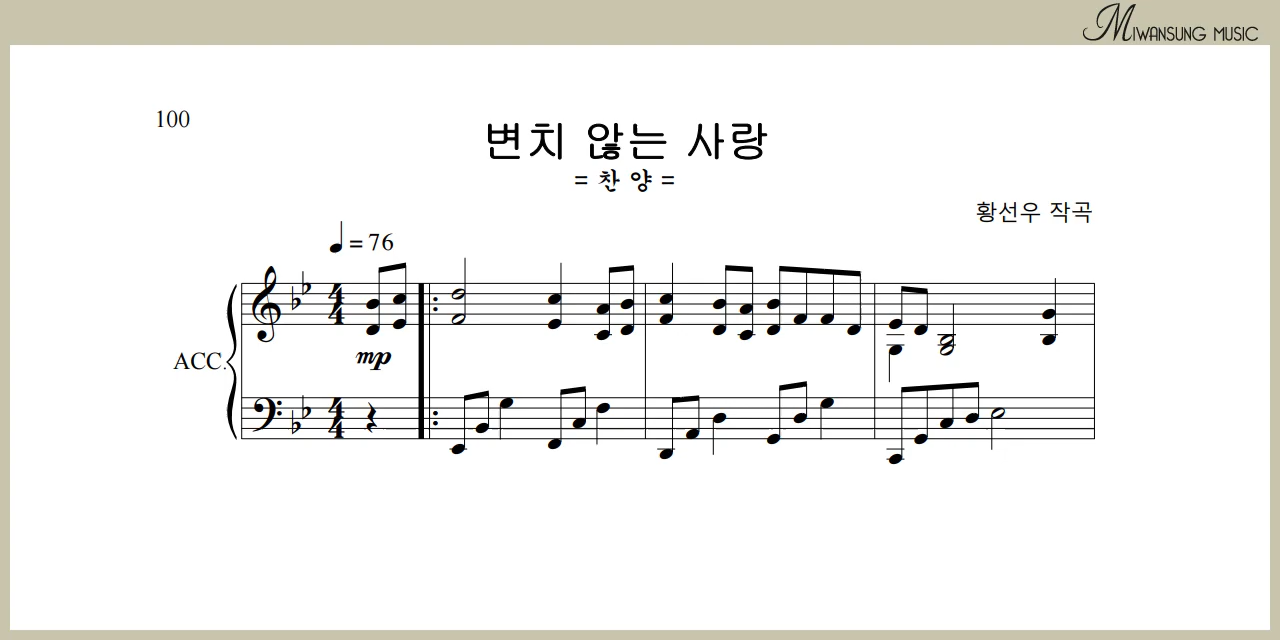 MIWANSUNG MUSIC
100
변치 않는 사랑
= 찬 양 =
황선우 작곡
♩ = 76
ACC.
mp